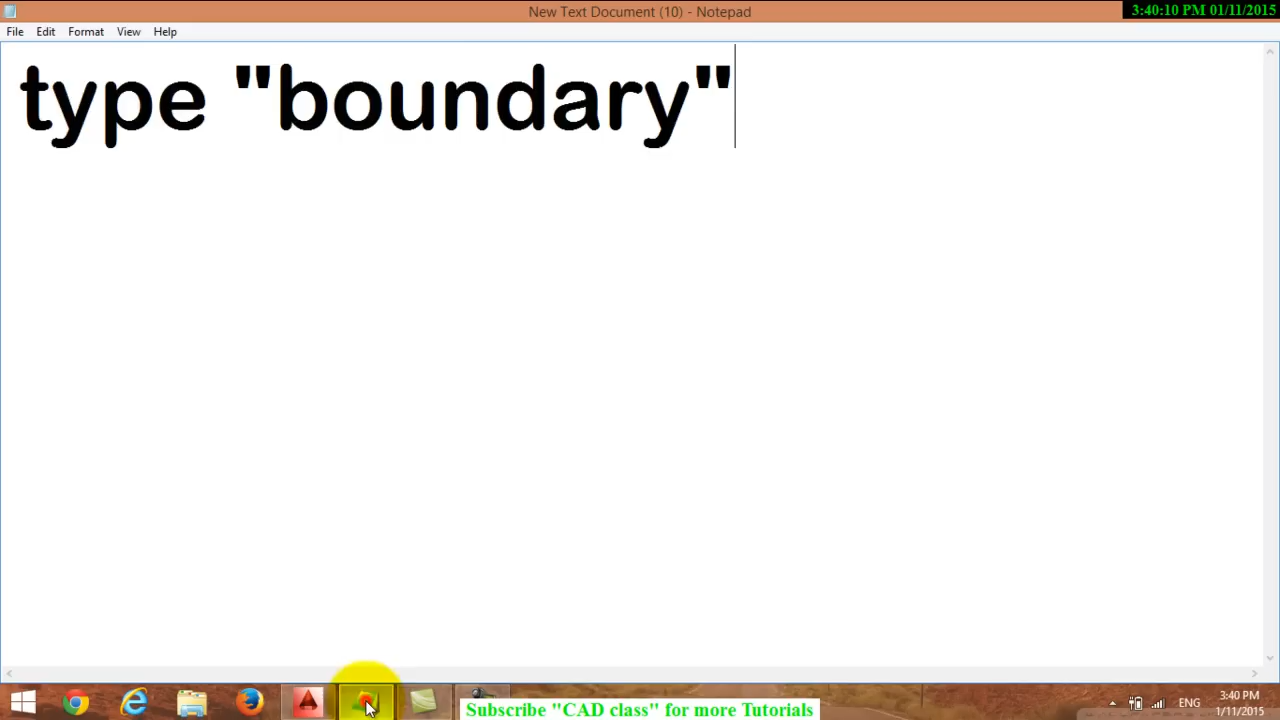 New Text Document (10) - Notepad
3:40:10 PM 01/11/2015
File Edit Format View Help
type "boundary"
Subscribe "CAD class" for more Tutorials
ENG
3:40 PM
1/11/2015